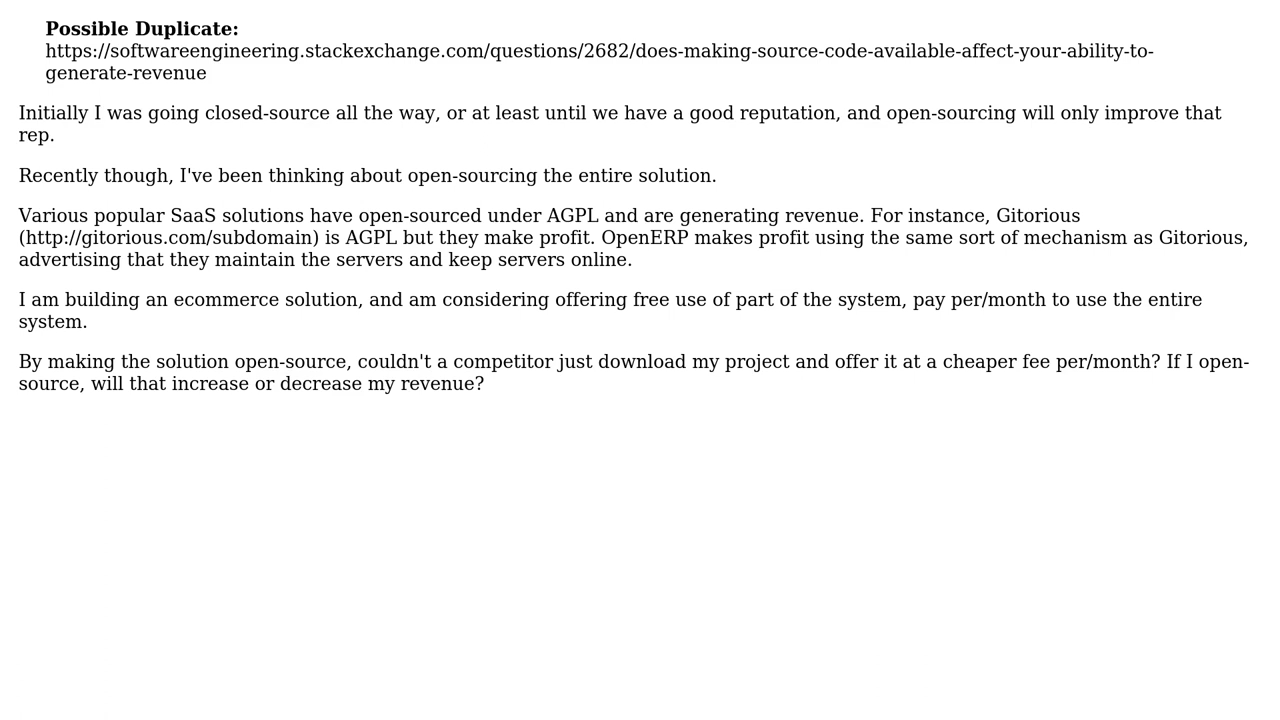 Possible Duplicate:
https://softwareengineering.stackexchange.com/questions/2682/does-making-source-code-available-affect-your-ability-to-
generate-revenue
Initially I was going closed-source all the way, or at least until we have a good reputation, and open-sourcing will only improve that
rep.
Recently though, I've been thinking about open-sourcing the entire solution.
Various popular SaaS solutions have open-sourced under AGPL and are generating revenue. For instance, Gitorious
(http://gitorious.com/subdomain) is AGPL but they make profit. OpenERP makes profit using the same sort of mechanism as Gitorious,
advertising that they maintain the servers and keep servers online.
I am building an ecommerce solution, and am considering offering free use of part of the system, pay per/month to use the entire
system.
By making the solution open-source, couldn't a competitor just download my project and offer it at a cheaper fee per/month? If I open-
source, will that increase or decrease my revenue?